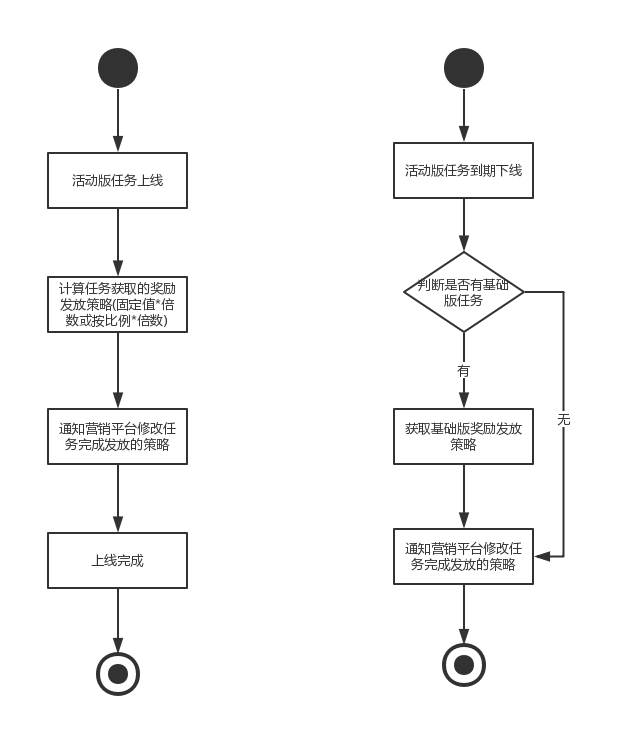 活动版任务上线
计算任务获取的奖励
发放策略(固定值*倍
数或按比例*倍数)
通知营销平台修改任
务完成发放的策略
上线完成
活动版任务到期下线
判断是否有基础
版任务
有
无
获取基础版奖励发放
策略
通知营销平台修改任
务完成发放的策略